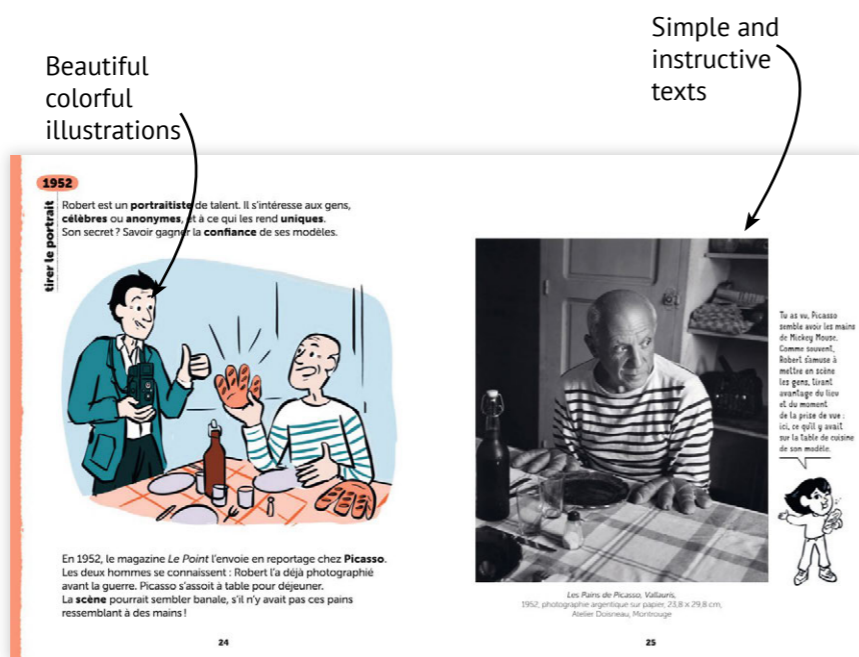 Beautiful
colorful
illustrations
Simple and
instructive
texts
1952
tirer le portrait
Robert est un portraitiste de talent. Il s'intéresse aux gens,
célèbres ou anonymes, et à ce qui les rend uniques.
Son secret ? Savoir gagner la confiance de ses modèles.
En 1952, le magazine Le Point l'envoie en reportage chez Picasso.
Les deux hommes se connaissent : Robert l'a déjà photographié
avant la guerre. Picasso s'assoit à table pour déjeuner.
La scène pourrait sembler banale, s'il n'y avait pas ces pains
ressemblant à des mains !
24
Tu as vu, Picasso
semble avoir les mains
de Mickey Mouse.
Comme souvent,
Robert s'amuse à
mettre en scène
les gens, tirant
avantage du lieu
et du moment
de la prise de vue :
ici, ce qu'il y avait
sur la table de cuisine
de son modèle.
Les Pains de Picasso, Vallauris,
1952, photographie argentique sur papier, 23,8 x 29,8 cm,
Atelier Doisneau, Montrouge
25